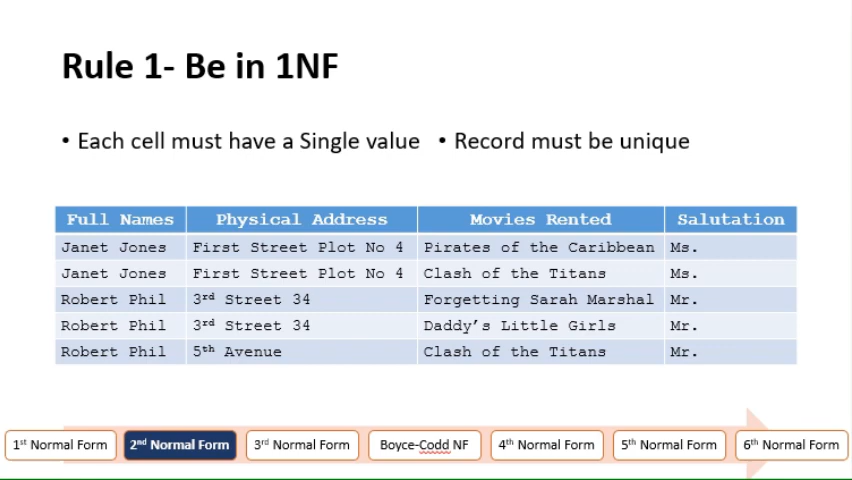 Rule 1- Be in 1NF
• Each cell must have a Single value • Record must be unique
Full Names Physical Address Movies Rented Salutation
Janet Jones First Street Plot No 4 Pirates of the Caribbean Ms.
Janet Jones First Street Plot No 4 Clash of the Titans Ms.
Robert Phil 3rd Street 34 Forgetting Sarah Marshal Mr.
Robert Phil 3rd Street 34 Daddy’s Little Girls Mr.
Robert Phil 5th Avenue Clash of the Titans Mr.
1st Normal Form 2nd Normal Form 3rd Normal Form Boyce-Codd NF 4th Normal Form 5th Normal Form 6th Normal Form